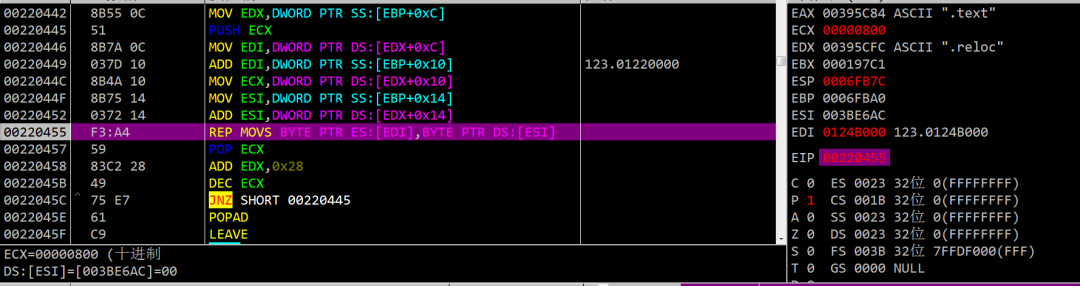 00220442 8B55 0C MOV EDX,DWORD PTR SS:[EBP+0xC]
00220445 51 PUSH ECX
00220446 8B7A 0C MOV EDI,DWORD PTR DS:[EDX+0xC]
00220449 037D 10 ADD EDI,DWORD PTR SS:[EBP+0x10] 123.01220000
0022044C 8B4A 10 MOV ECX,DWORD PTR DS:[EDX+0x10]
0022044F 8B75 14 MOV ESI,DWORD PTR SS:[EBP+0x14]
00220452 0372 14 ADD ESI,DWORD PTR DS:[EDX+0x14]
00220455 F3:A4 REP MOVS BYTE PTR ES:[EDI],BYTE PTR DS:[ESI]
00220457 59 POP ECX
00220458 83C2 28 ADD EDX,0x28
0022045B 49 DEC ECX
0022045C ^ 75 E7 JNZ SHORT 00220445
0022045E 61 POPAD
0022045F C9 LEAVE
ECX=00000800 (十进制
DS:[ESI]=[003BE6AC]=00
EAX 00395C84 ASCII ".text"
ECX 00000800
EDX 00395CFC ASCII ".reloc"
EBX 000197C1
ESP 0006FB7C
EBP 0006FBA0
ESI 003BE6AC
EDI 0124B000 123.0124B000
EIP 00220455
C 0 ES 0023 32位 0(FFFFFFFF)
P 1 CS 001B 32位 0(FFFFFFFF)
A 0 SS 0023 32位 0(FFFFFFFF)
Z 0 DS 0023 32位 0(FFFFFFFF)
S 0 FS 003B 32位 7FFDF000(FFF)
T 0 GS 0000 NULL